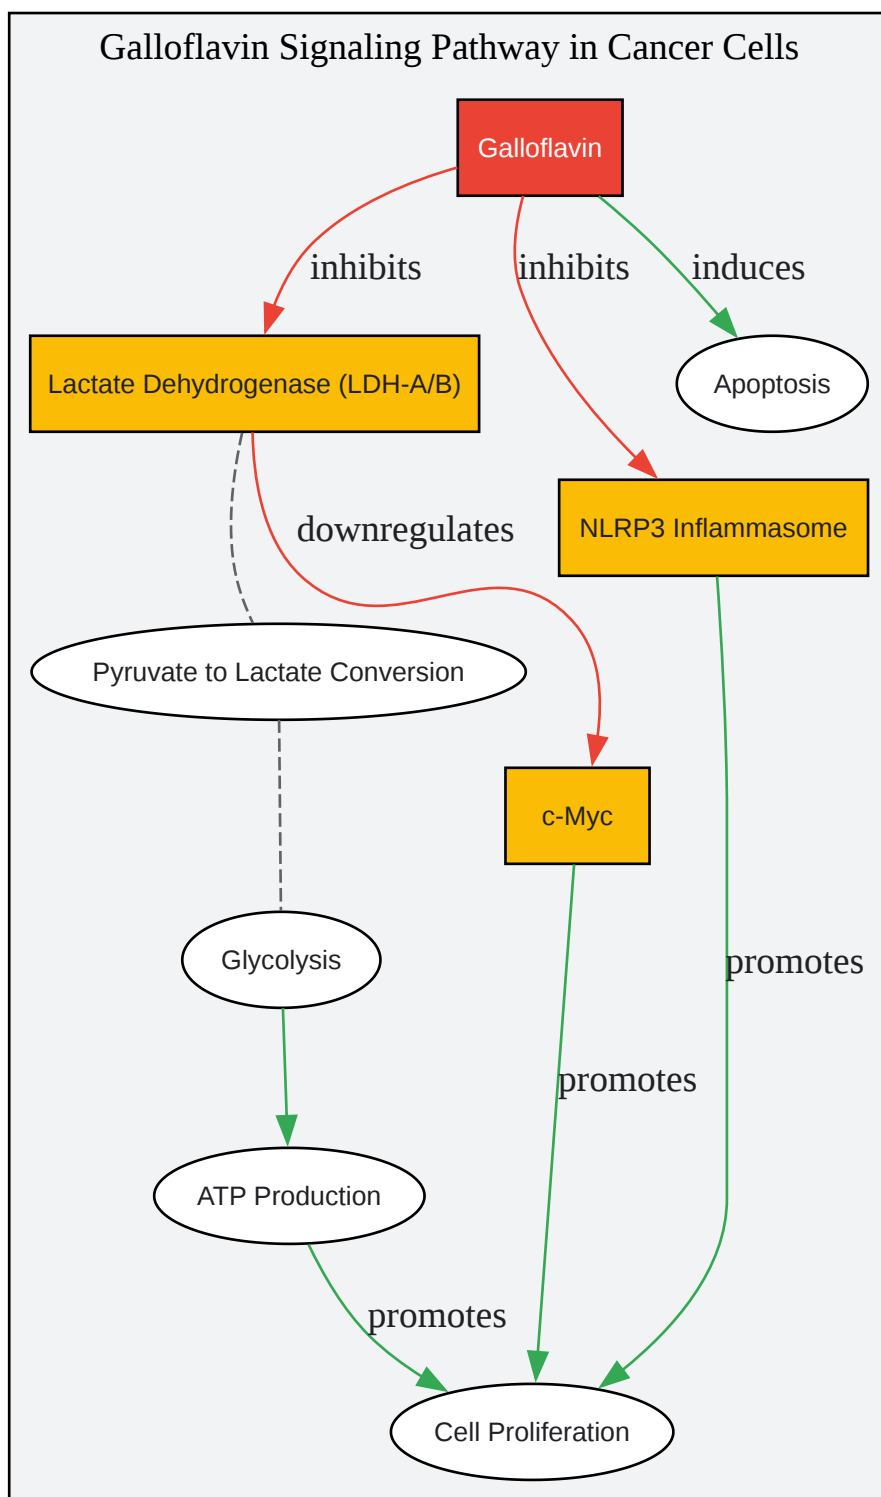 Galloflavin Signaling Pathway in Cancer Cells
Galloflavin
inhibits
inhibits
induces
Lactate Dehydrogenase (LDH-A/B)
Apoptosis
downregulates
NLRP3 Inflammasome
Pyruvate to Lactate Conversion
c-Myc
Glycolysis
promotes
promotes
ATP Production
promotes
Cell Proliferation